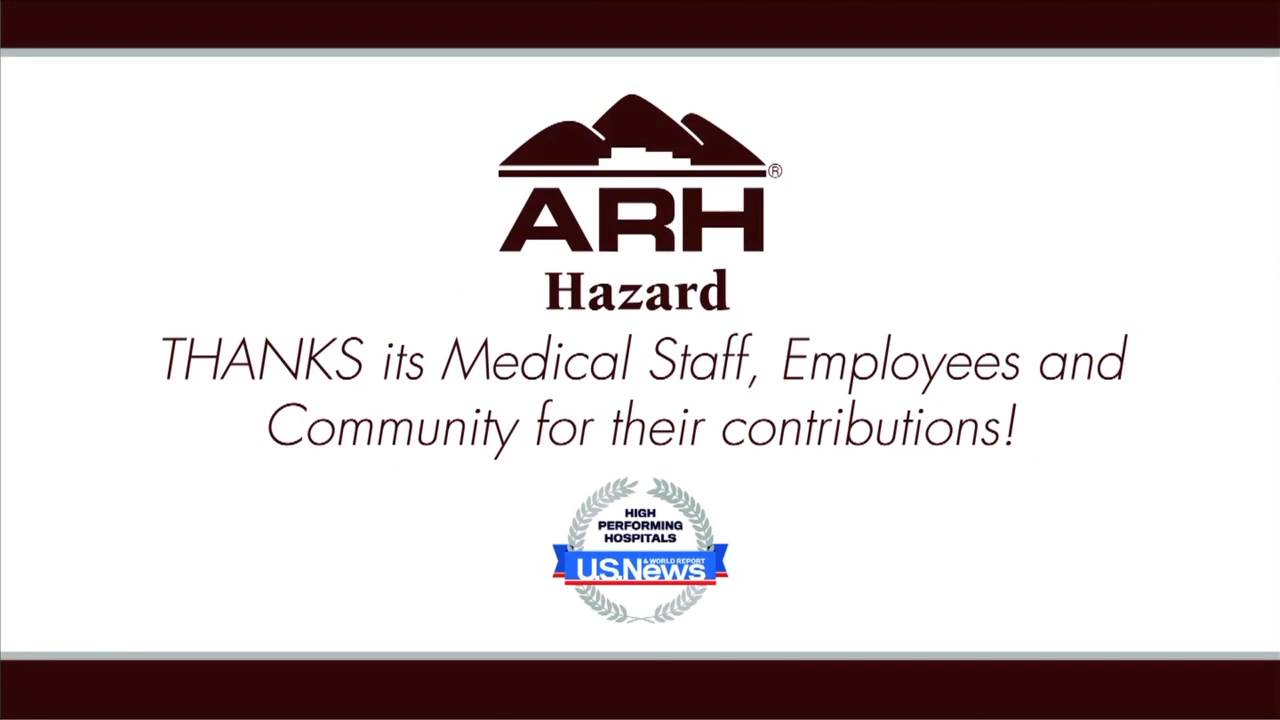 ®
ARH
Hazard
THANKS its Medical Staff, Employees and
Community for their contributions!
HIGH
PERFORMING
HOSPITALS
U.S.News & WORLD REPORT